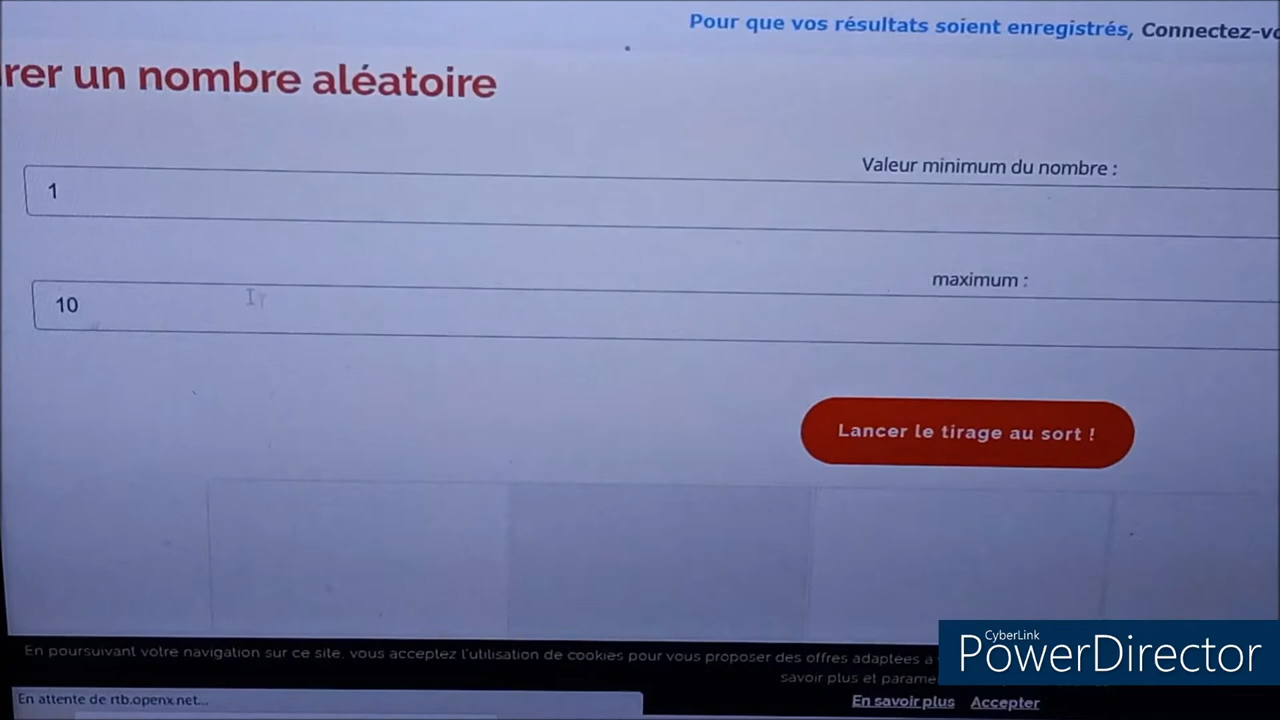 Pour que vos résultats soient enregistrés, Connectez-vo
rer un nombre aléatoire
Valeur minimum du nombre :
1
maximum :
10
Lancer le tirage au sort !
En poursuivant votre navigation sur ce site, vous acceptez l'utilisation de cookies pour vous proposer des offres adaptées a
savoir plus et parame
En savoir plus Accepter
En attente de rtb.openx.net...
CyberLink
PowerDirector